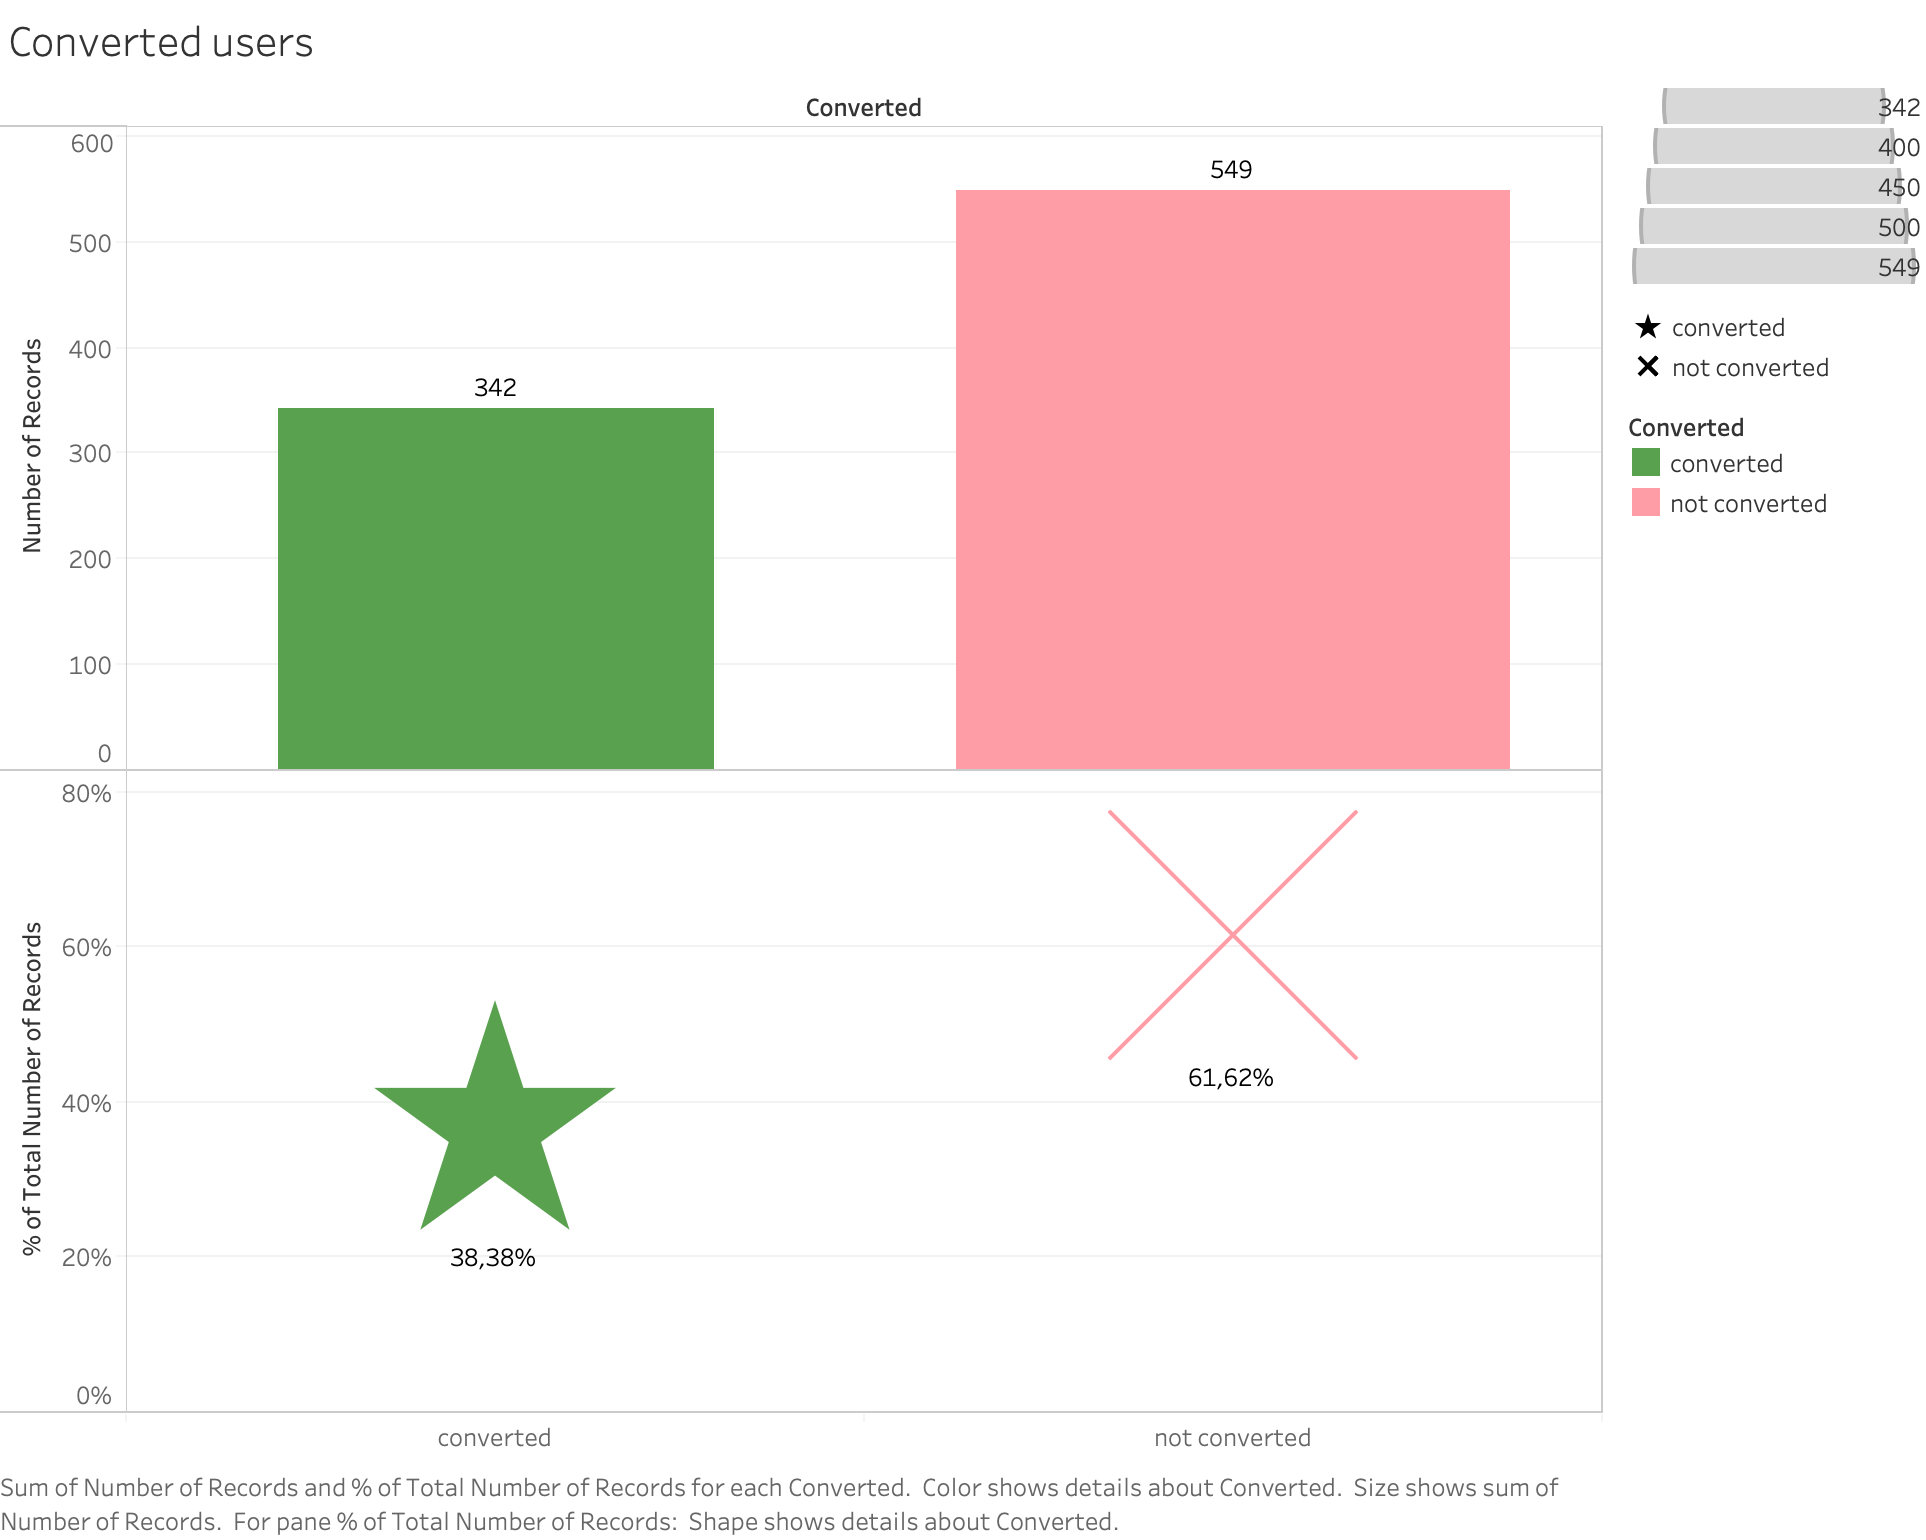 Converted users
Converted
600
500
400
300
200
100
0
Number of Records
342
549
80%
60%
40%
20%
0%
% of Total Number of Records
38,38%
61,62%
converted
not converted
342
400
450
500
549
converted
not converted
Converted
converted
not converted
Sum of Number of Records and % of Total Number of Records for each Converted.  Color shows details about Converted.  Size shows sum of
Number of Records.  For pane % of Total Number of Records:  Shape shows details about Converted.